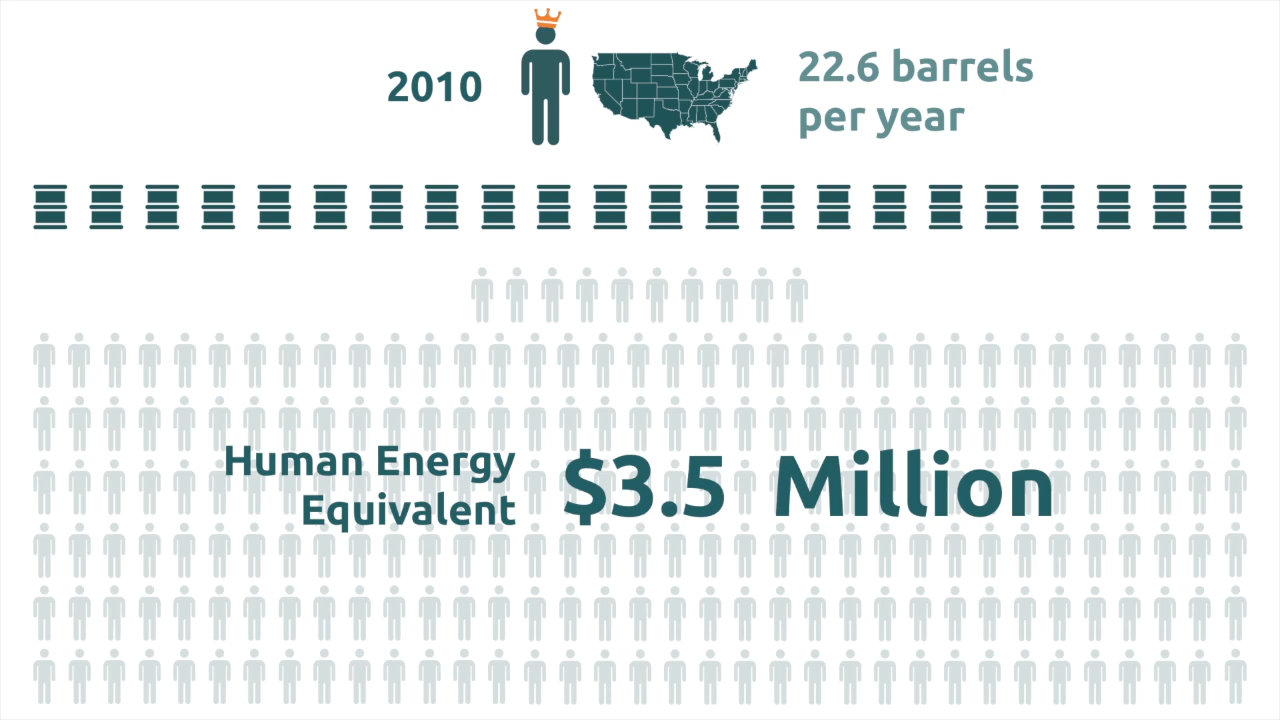 2010
22.6 barrels
per year
Human Energy
Equivalent
$3.5 Million